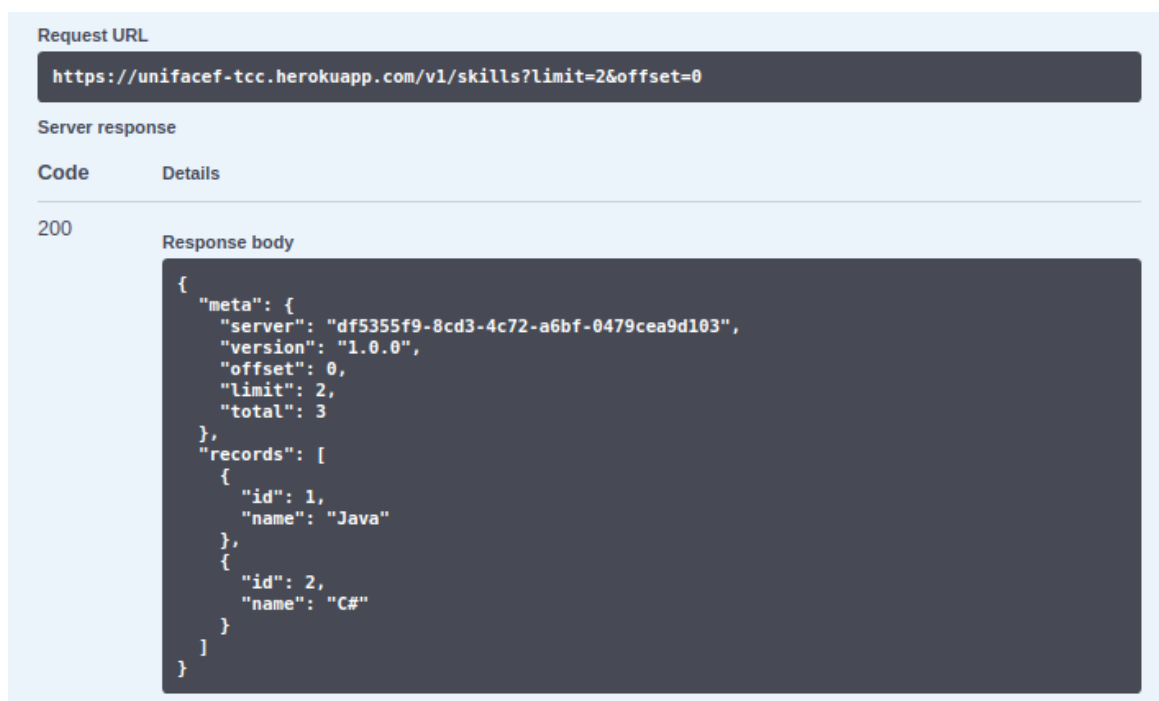 Request URL
https://unifacef-tcc.herokuapp.com/v1/skills?limit=2&offset=0
Server response
Code Details
200
Response body
{
  "meta": {
    "server": "df5355f9-8cd3-4c72-a6bf-0479cea9d103",
    "version": "1.0.0",
    "offset": 0,
    "limit": 2,
    "total": 3
  },
  "records": [
    {
      "id": 1,
      "name": "Java"
    },
    {
      "id": 2,
      "name": "C#"
    }
  ]
}